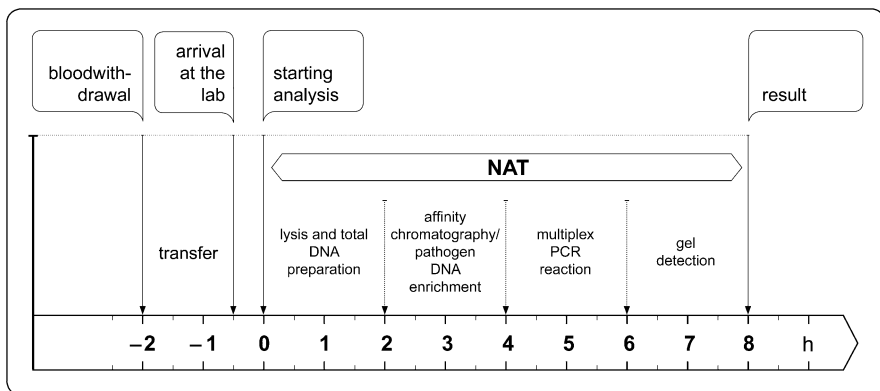 bloodwith-
drawal
arrival
at the
lab
starting
analysis
result
NAT
transfer
lysis and total
DNA
preparation
affinity
chromatography/
pathogen
DNA
enrichment
multiplex
PCR
reaction
gel
detection
−2 −1 0 1 2 3 4 5 6 7 8 h